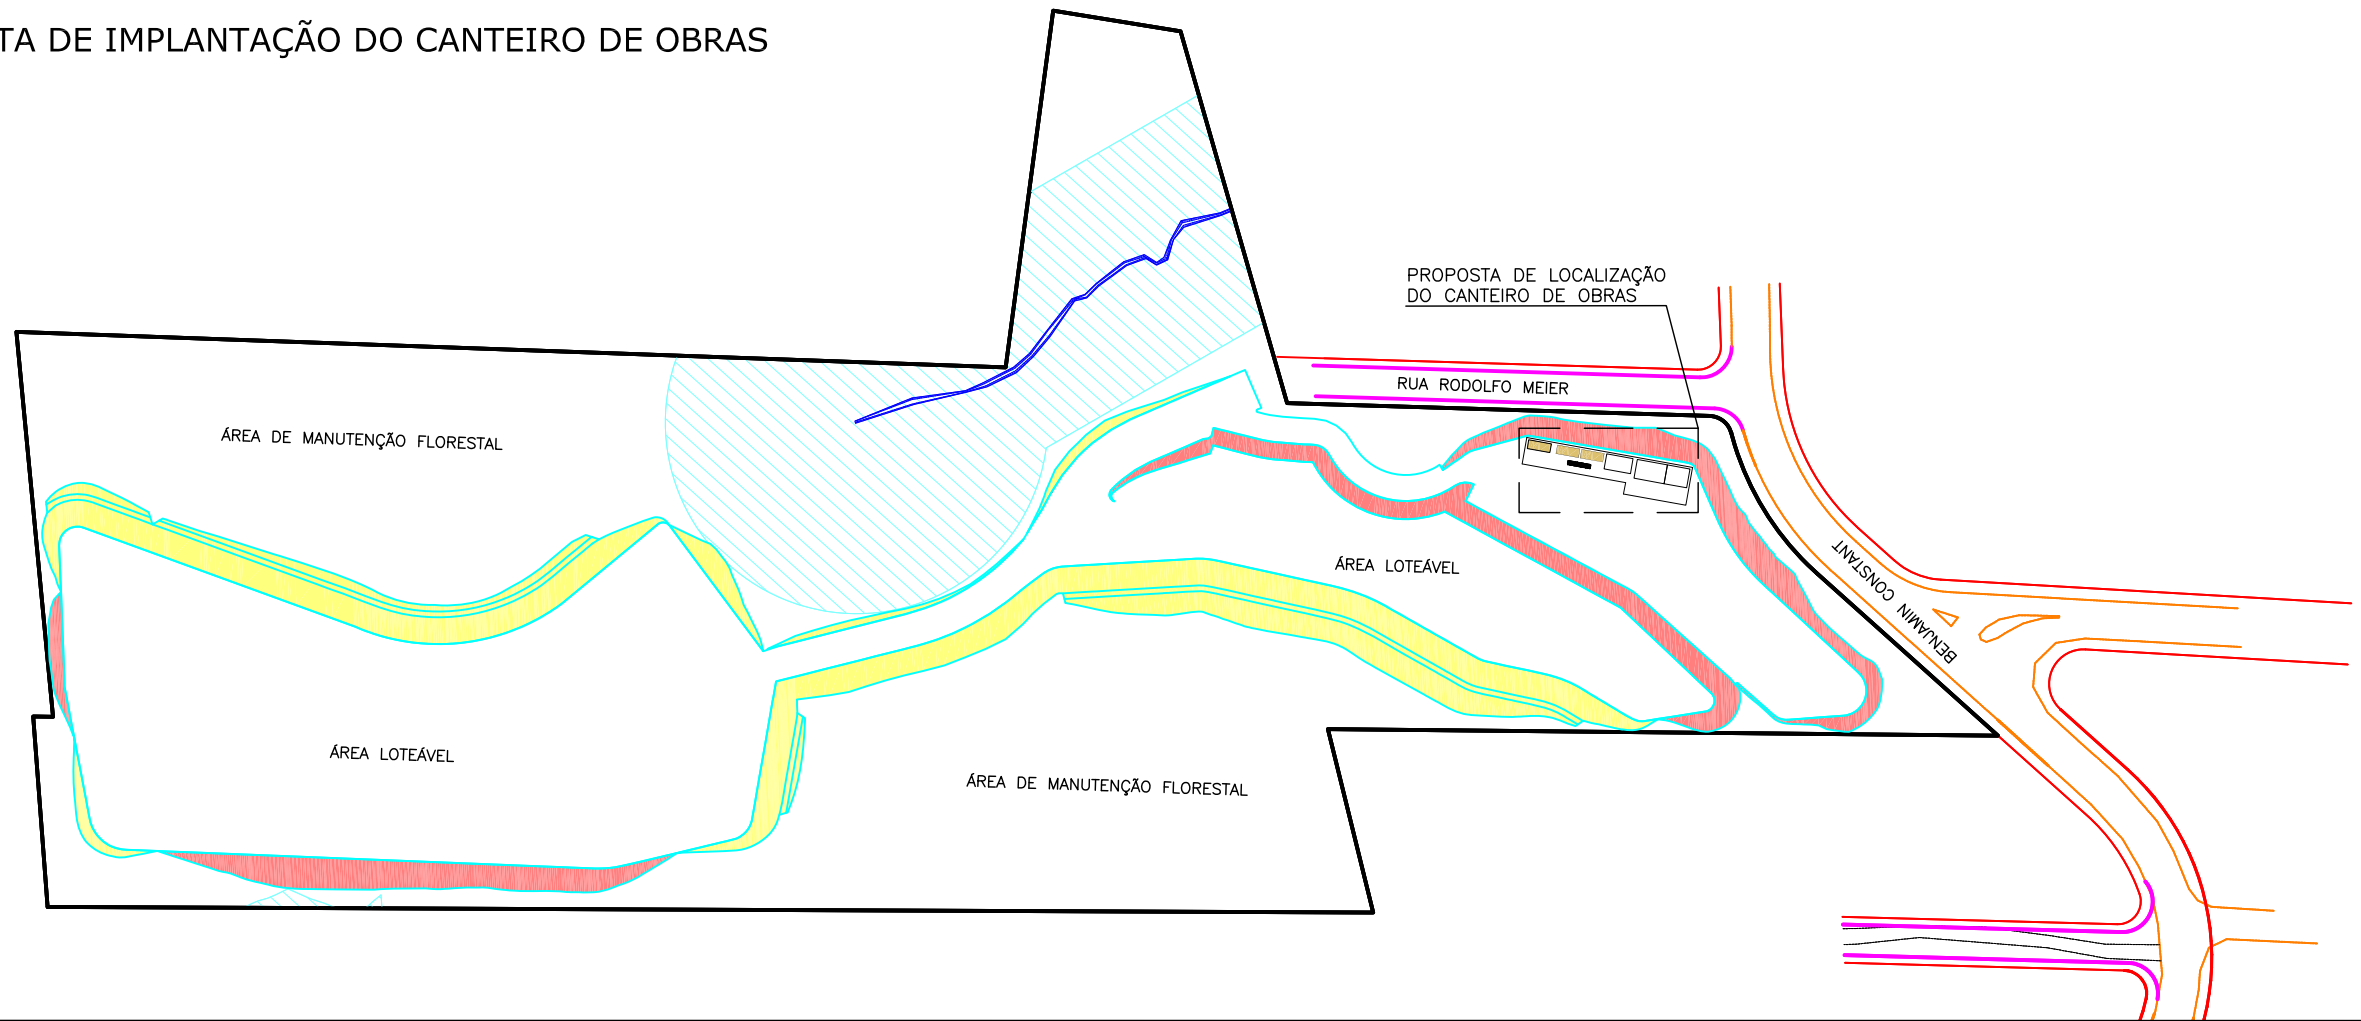 TA DE IMPLANTAÇÃO DO CANTEIRO DE OBRAS
PROPOSTA DE LOCALIZAÇÃO
DO CANTEIRO DE OBRAS
RUA RODOLFO MEIER
ÁREA DE MANUTENÇÃO FLORESTAL
ÁREA LOTEÁVEL
BENJAMIN CONSTANT
ÁREA LOTEÁVEL
ÁREA DE MANUTENÇÃO FLORESTAL